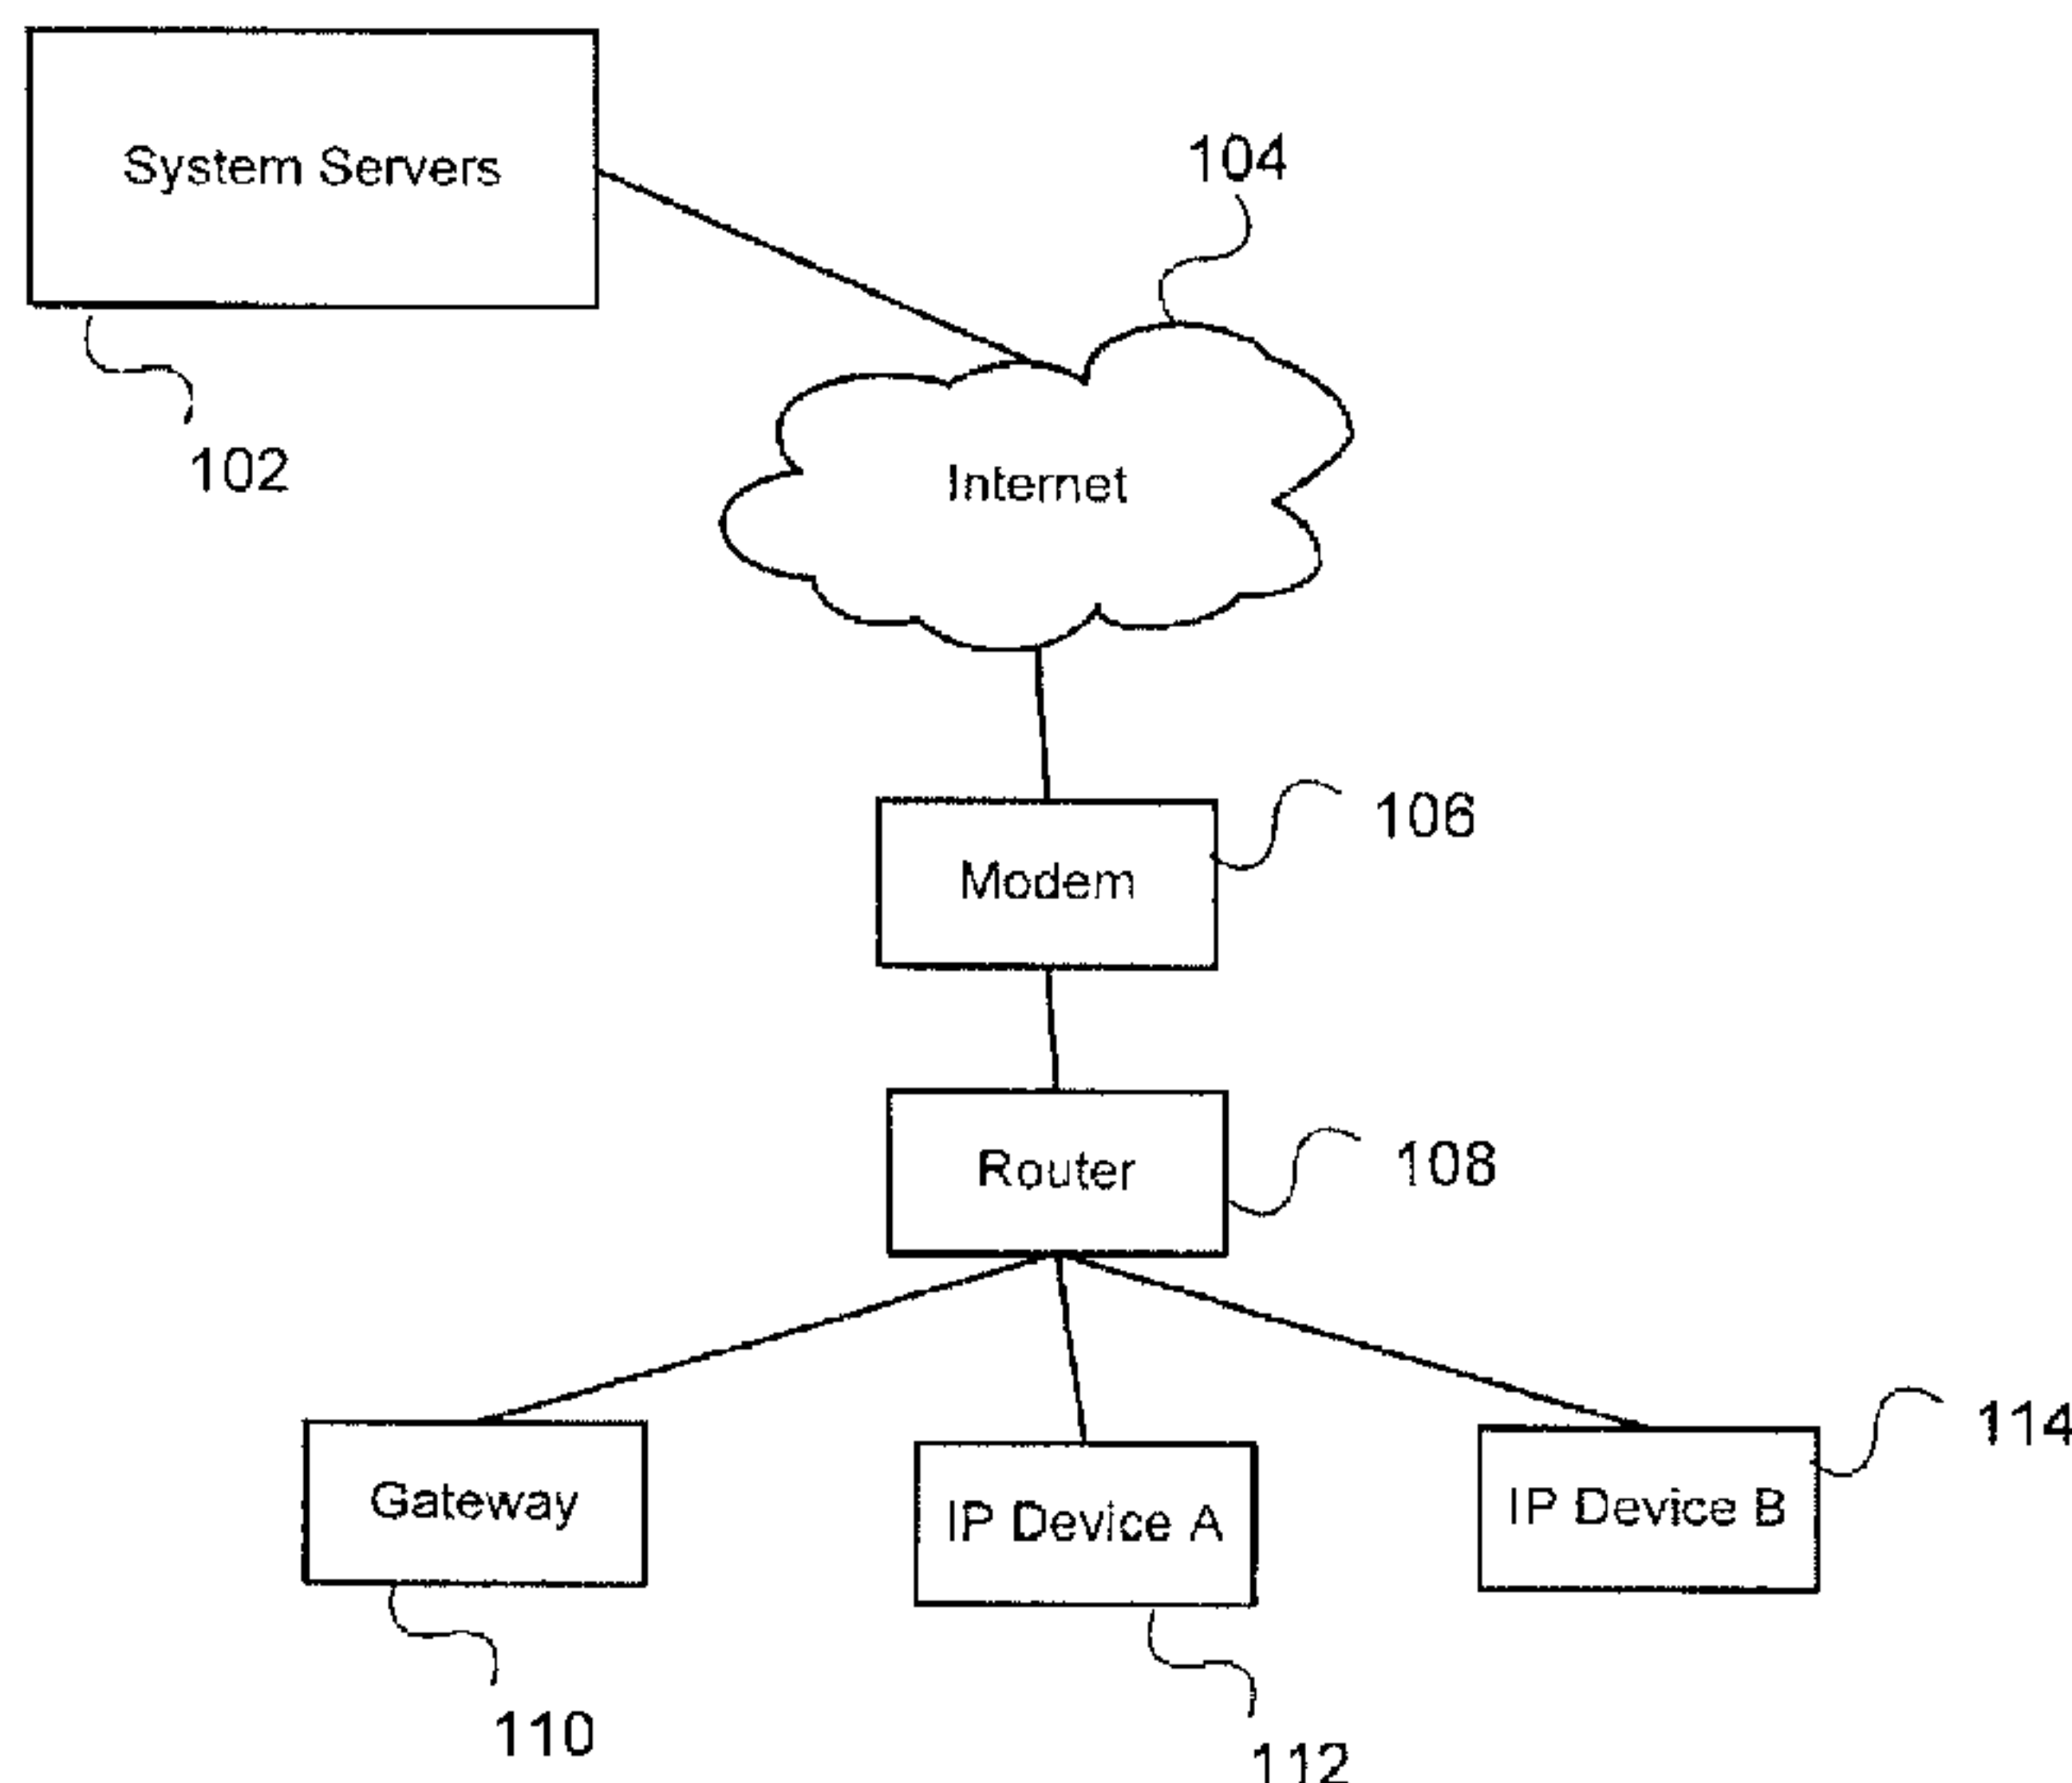 System Servers
104
102
Internet
106
Modem
108
Router
114
Gateway
IP Device A
IP Device B
110
112